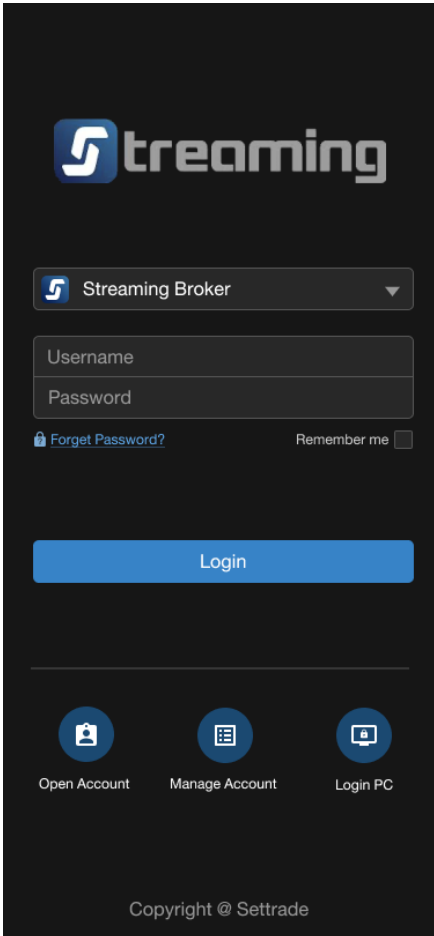 Streaming
Streaming Broker
Username
Password
Forget Password?
Remember me
Login
Open Account
Manage Account
Login PC
Copyright @ Settrade